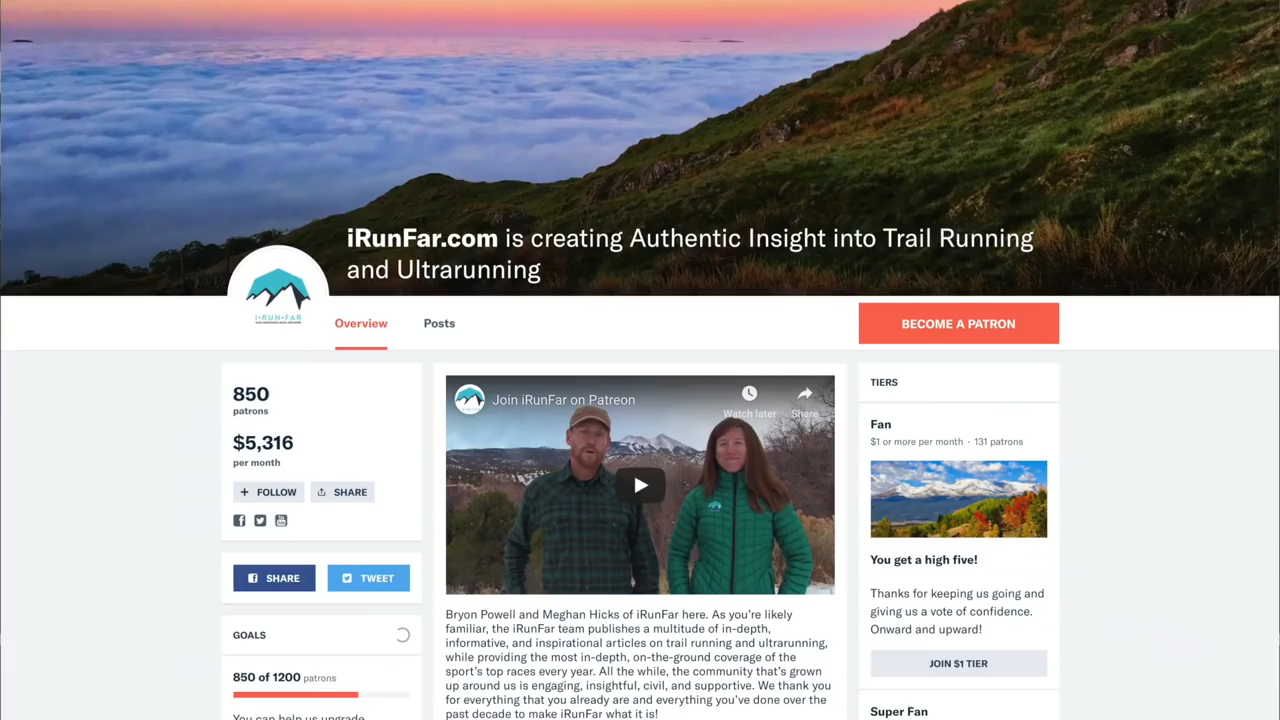 iRunFar.com is creating Authentic Insight into Trail Running
and Ultrarunning
I·RUN·FAR
Overview
Posts
BECOME A PATRON
850
patrons
$5,316
per month
+ FOLLOW
SHARE
SHARE
TWEET
GOALS
850 of 1200 patrons
You can help us upgrade
Join iRunFar on Patreon
Watch later
Share
Bryon Powell and Meghan Hicks of iRunFar here. As you're likely
familiar, the iRunFar team publishes a multitude of in-depth,
informative, and inspirational articles on trail running and ultrarunning,
while providing the most in-depth, on-the-ground coverage of the
sport's top races every year. All the while, the community that's grown
up around us is engaging, insightful, civil, and supportive. We thank you
for everything that you already are and everything you've done over the
past decade to make iRunFar what it is!
TIERS
Fan
$1 or more per month · 131 patrons
You get a high five!
Thanks for keeping us going and
giving us a vote of confidence.
Onward and upward!
JOIN $1 TIER
Super Fan